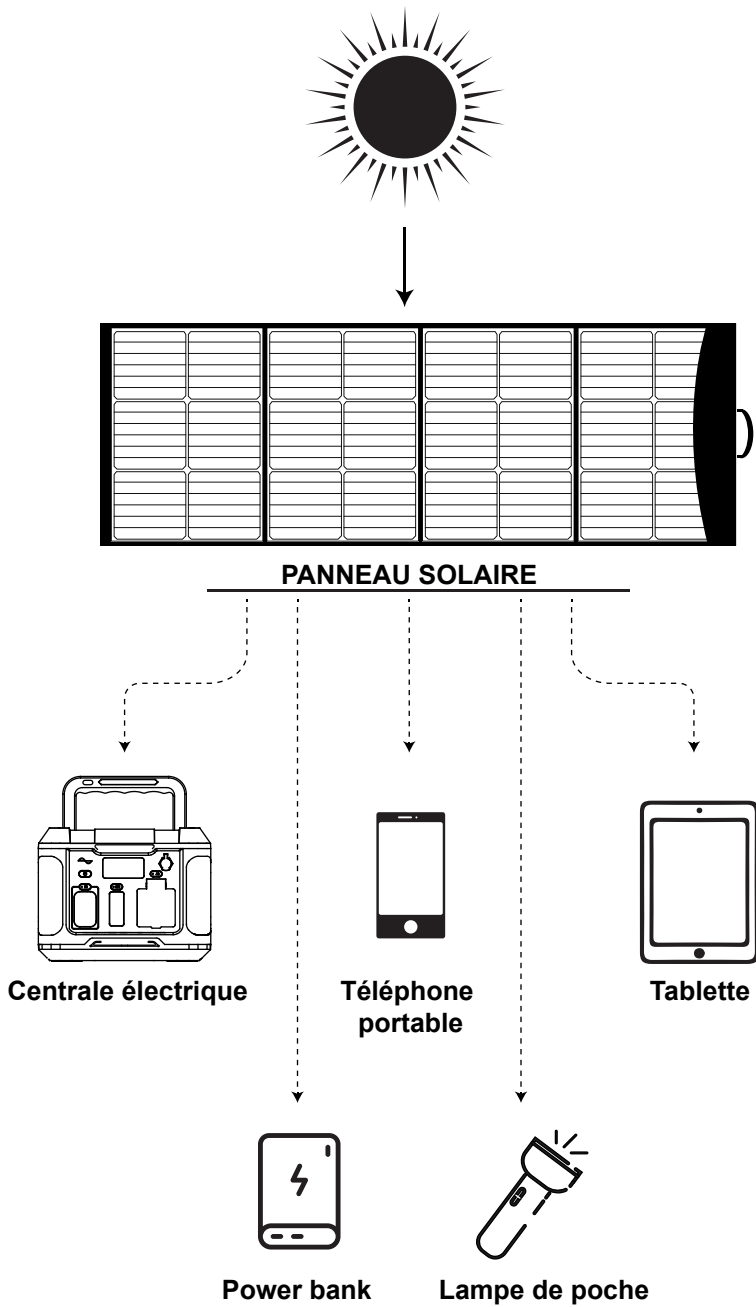 PANNEAU SOLAIRE
Centrale électrique
Téléphone
portable
Tablette
Power bank
Lampe de poche